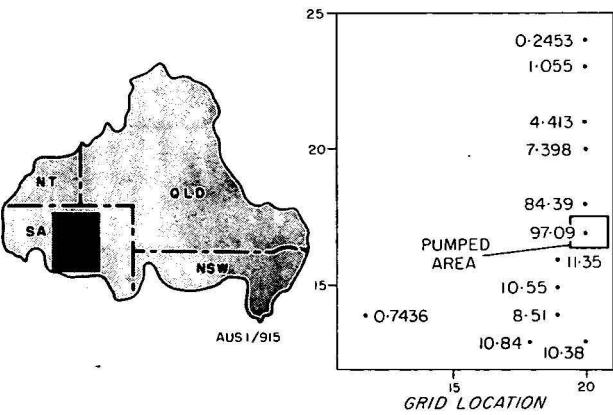 NT
QLD
SA
NSW
AUS 1/915
25
0·2453
1·055
4·413
20
7·398
84·39
97·09
PUMPED
AREA
11·35
15
10·55
0·7436
8·51
10·84
10·38
15
20
GRID LOCATION